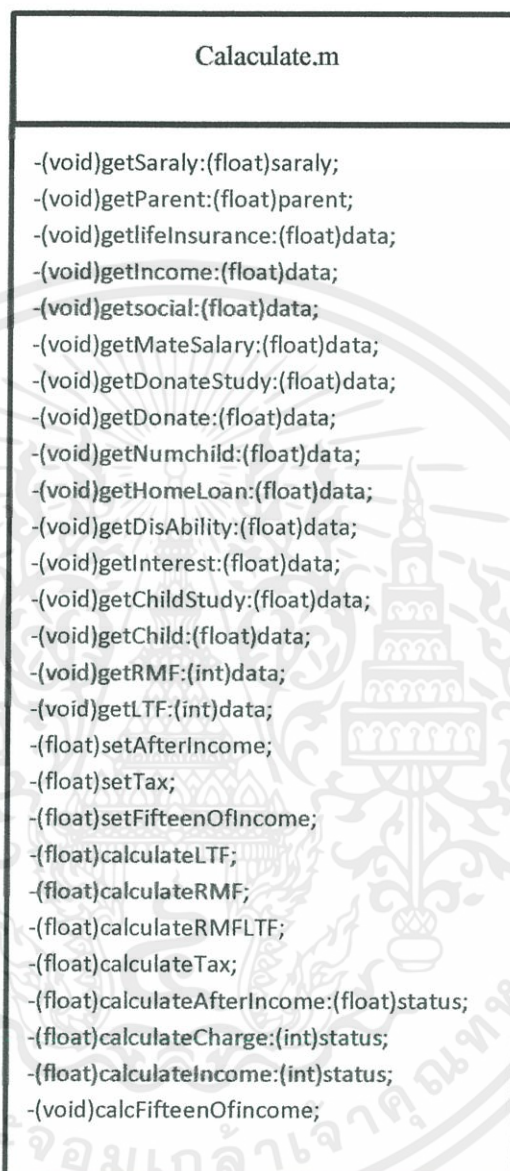 Calaculate.m
-(void)getSaraly:(float)saraly;
-(void)getParent:(float)parent;
-(void)getlifeInsurance:(float)data;
-(void)getIncome:(float)data;
-(void)getsocial:(float)data;
-(void)getMateSalary:(float)data;
-(void)getDonateStudy:(float)data;
-(void)getDonate:(float)data;
-(void)getNumchild:(float)data;
-(void)getHomeLoan:(float)data;
-(void)getDisAbility:(float)data;
-(void)getInterest:(float)data;
-(void)getChildStudy:(float)data;
-(void)getChild:(float)data;
-(void)getRMF:(int)data;
-(void)getLTF:(int)data;
-(float)setAfterIncome;
-(float)setTax;
-(float)setFifteenOfIncome;
-(float)calculateLTF;
-(float)calculateRMF;
-(float)calculateRMFLTF;
-(float)calculateTax;
-(float)calculateAfterIncome:(float)status;
-(float)calculateCharge:(int)status;
-(float)calculateIncome:(int)status;
-(void)calcFifteenOfincome;